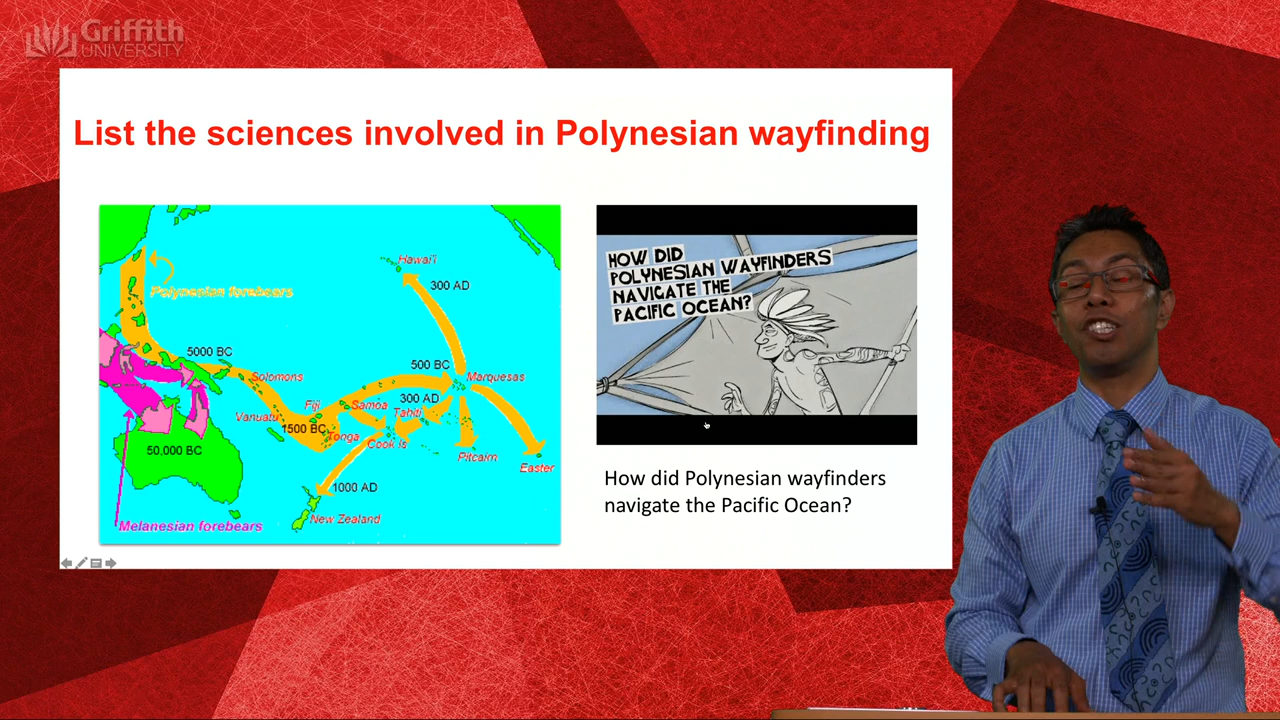 Griffith
UNIVERSITY
List the sciences involved in Polynesian wayfinding
Hawai'i
300 AD
Polynesian forebears
5000 BC
Solomons
500 BC
Marquesas
300 AD
Fiji
Samoa
Tahiti
Vanuatu
1500 BC
Tonga
Cook Is
50,000 BC
Pitcairn
Easter
1000 AD
New Zealand
Melanesian forebears
HOW DID
POLYNESIAN WAYFINDERS
NAVIGATE THE
PACIFIC OCEAN?
How did Polynesian wayfinders
navigate the Pacific Ocean?